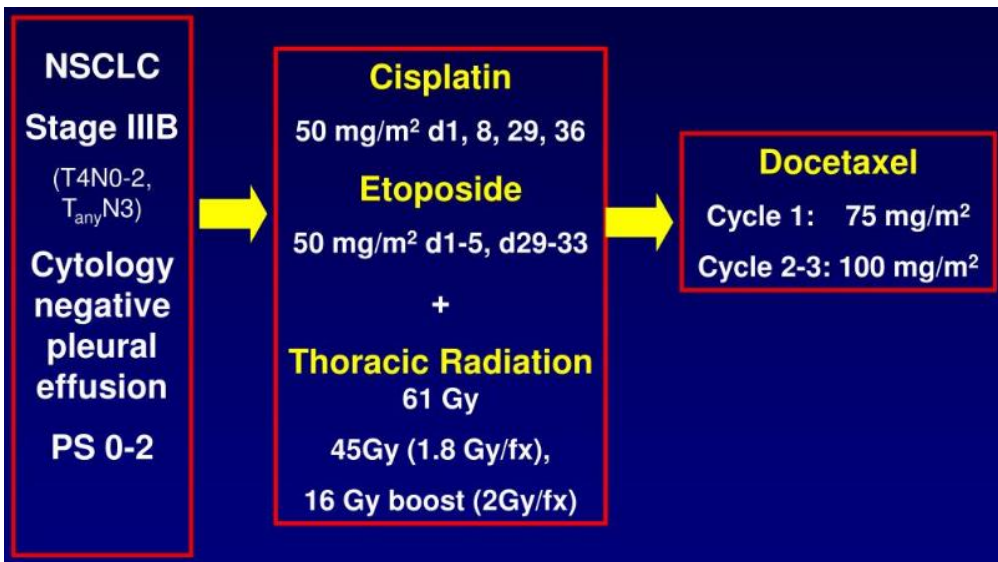 NSCLC
Stage IIIB
(T4N0-2,
TanyN3)
Cytology
negative
pleural
effusion
PS 0-2
Cisplatin
50 mg/m² d1, 8, 29, 36
Etoposide
50 mg/m² d1-5, d29-33
+
Thoracic Radiation
61 Gy
45Gy (1.8 Gy/fx),
16 Gy boost (2Gy/fx)
Docetaxel
Cycle 1: 75 mg/m²
Cycle 2-3: 100 mg/m²